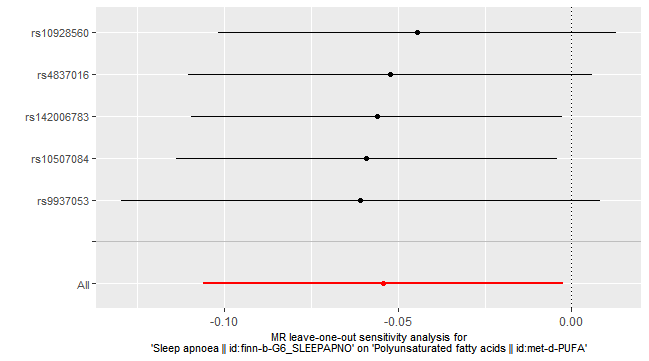 rs10928560
rs4837016
rs142006783
rs10507084
rs9937053
All
-0.10 -0.05 0.00
MR leave-one-out sensitivity analysis for
'Sleep apnoea || id:finn-b-G6_SLEEPAPNO' on 'Polyunsaturated fatty acids || id:met-d-PUFA'